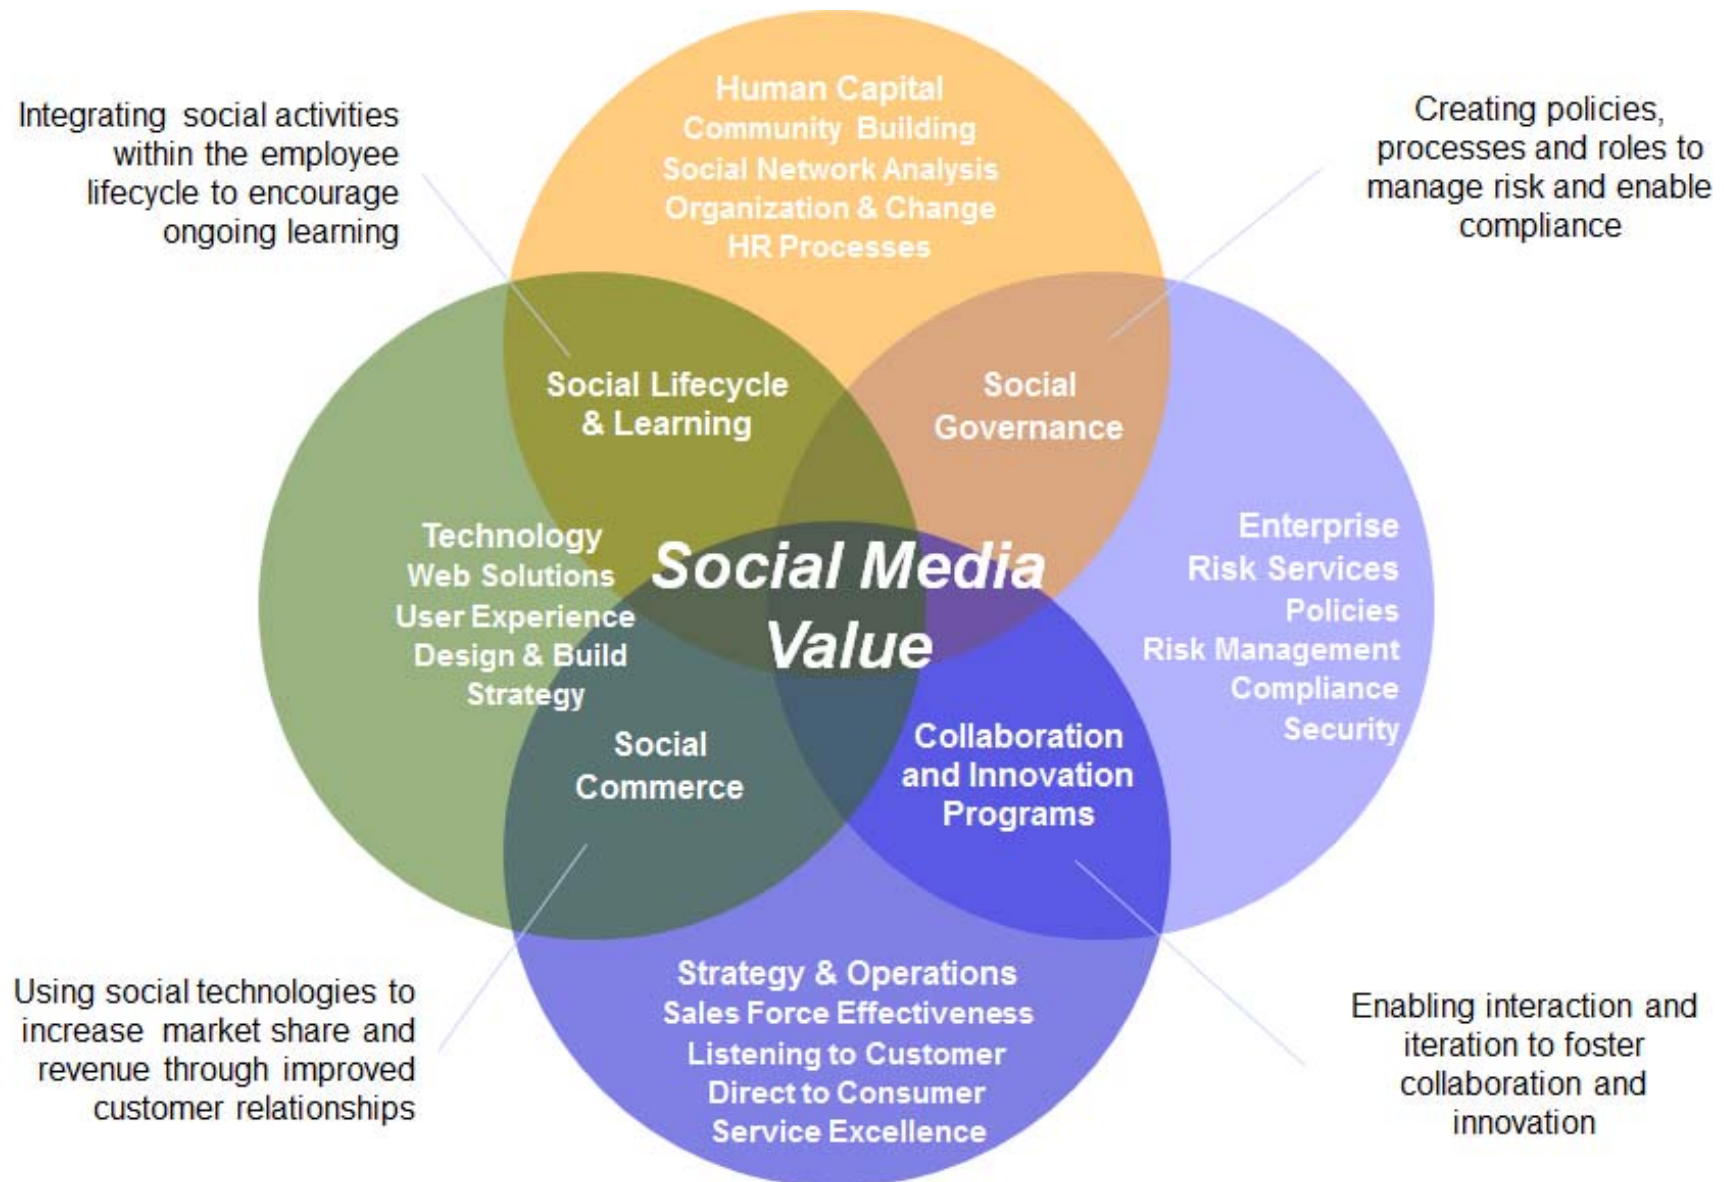 Human Capital
Community Building
Social Network Analysis
Organization & Change
HR Processes
Integrating social activities
within the employee
lifecycle to encourage
ongoing learning
Creating policies,
processes and roles to
manage risk and enable
compliance
Social Lifecycle
& Learning
Social
Governance
Technology
Web Solutions
User Experience
Design & Build
Strategy
Social Media
Value
Enterprise
Risk Services
Policies
Risk Management
Compliance
Security
Social
Commerce
Collaboration
and Innovation
Programs
Strategy & Operations
Sales Force Effectiveness
Listening to Customer
Direct to Consumer
Service Excellence
Using social technologies to
increase market share and
revenue through improved
customer relationships
Enabling interaction and
iteration to foster
collaboration and
innovation